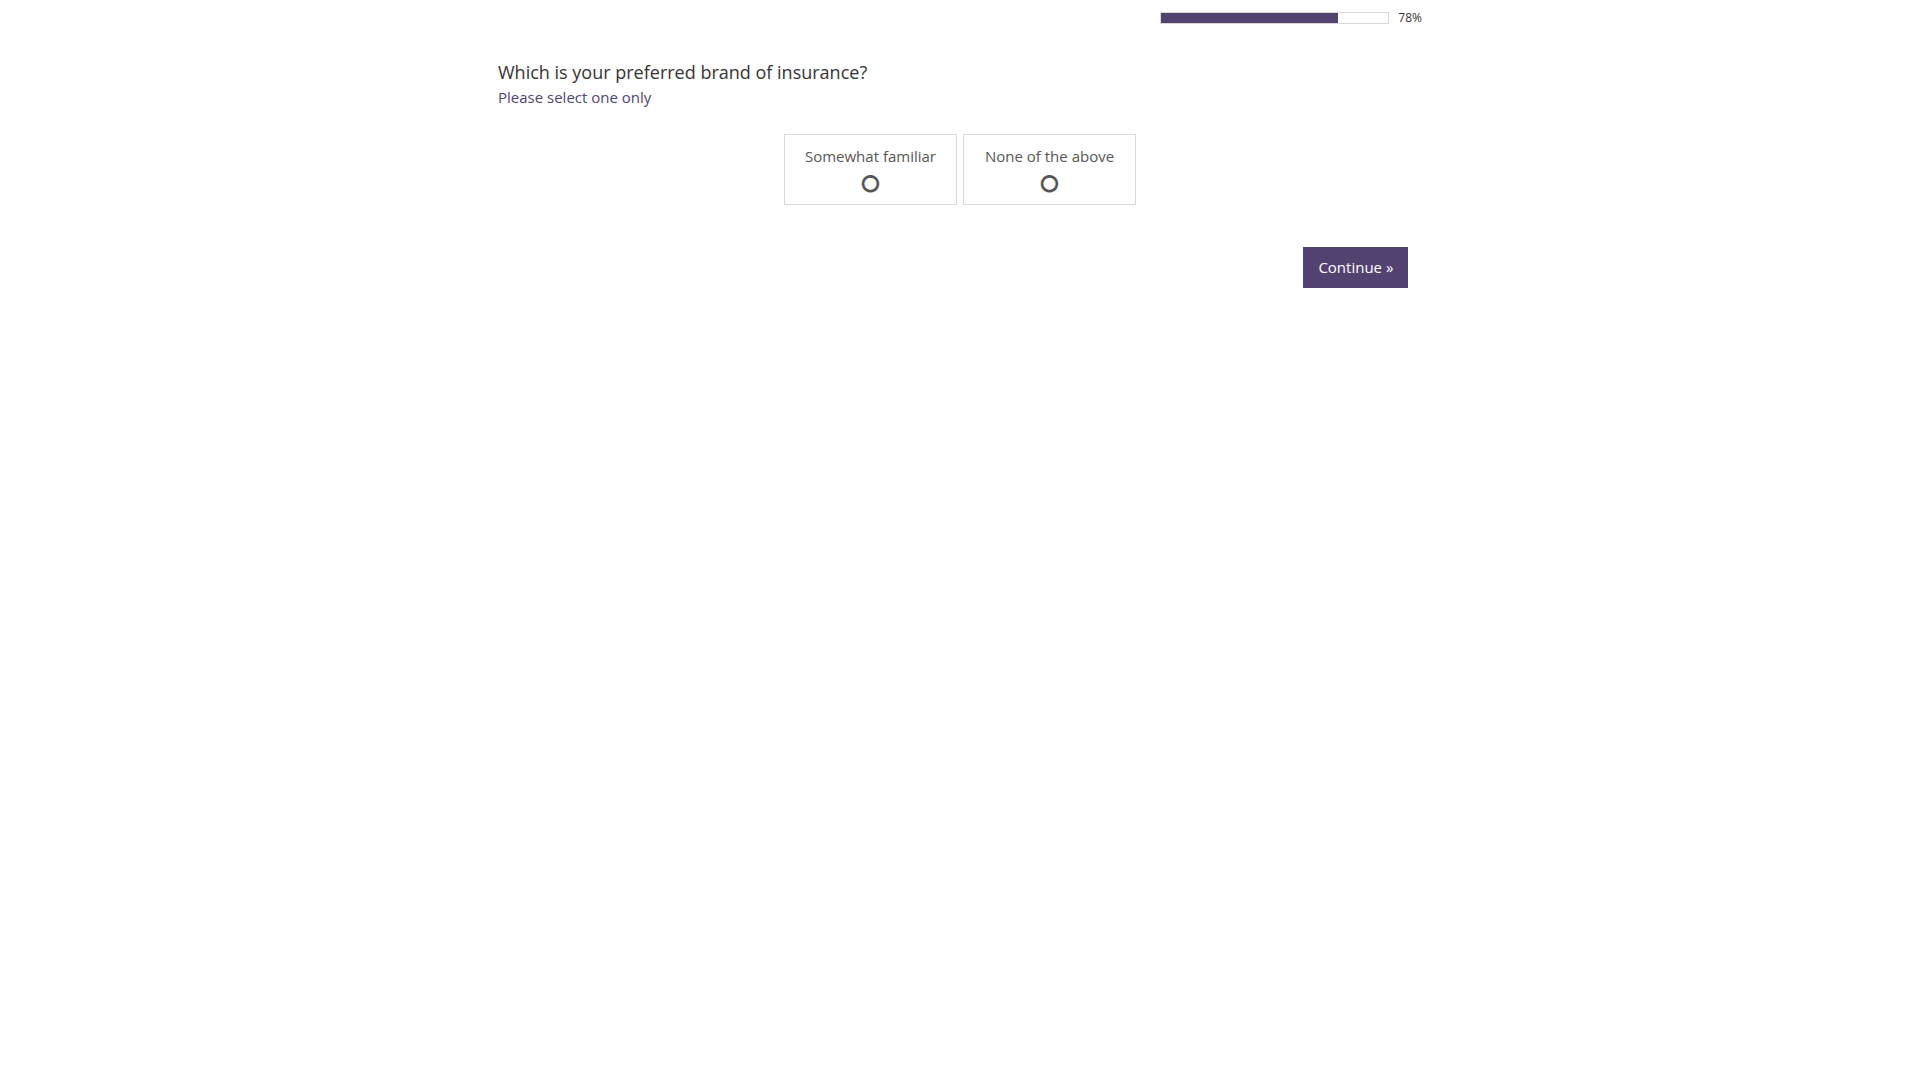 78%
Which is your preferred brand of insurance?
Please select one only
Somewhat familiar
None of the above
Continue »